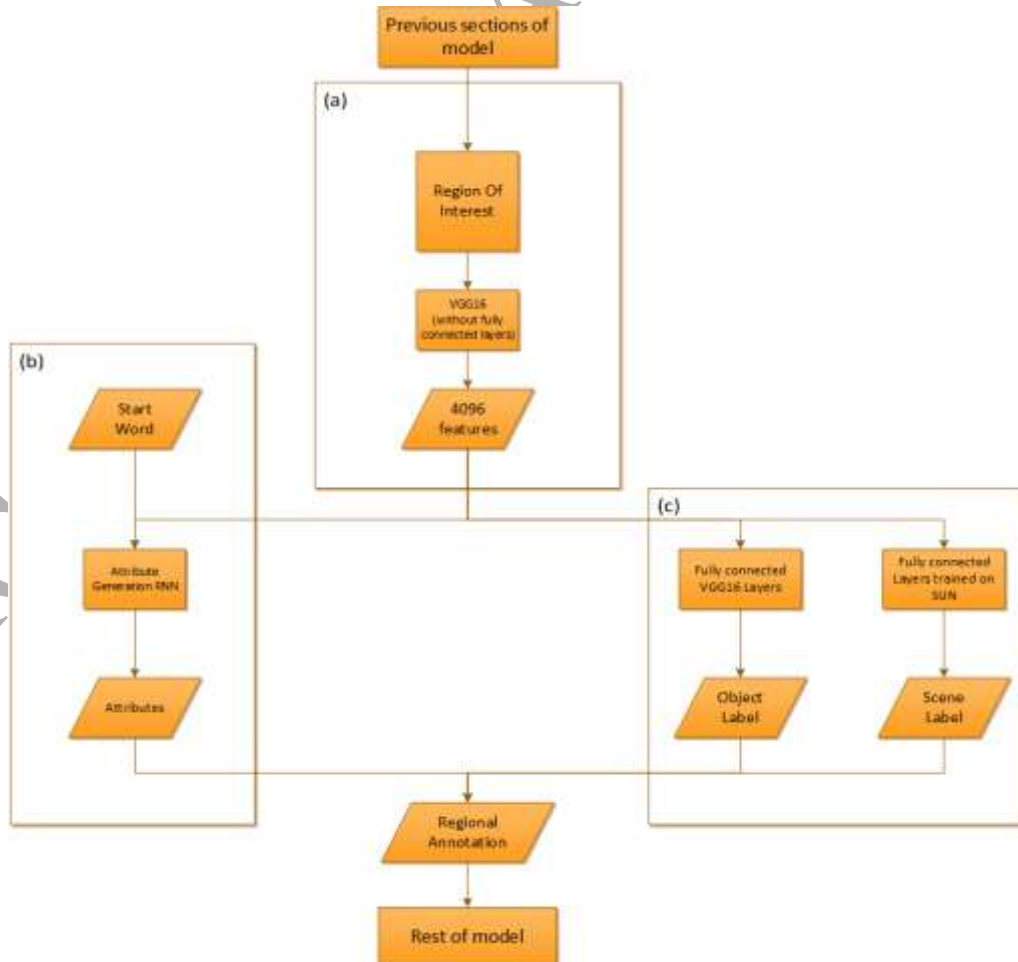 Previous sections of
model
(a)
Region Of
Interest
VGG16
(without fully
connected layers)
(b)
Start
Word
4096
features
(c)
Attribute
Generation RNN
Fully connected
VGG16 Layers
Fully connected
Layers trained on
SUN
Attributes
Object
Label
Scene
Label
Regional
Annotation
Rest of model